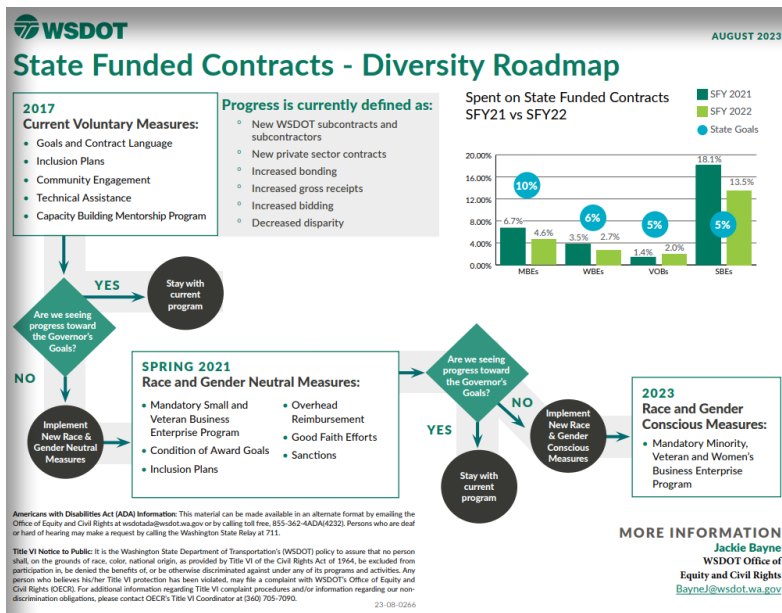 WSDOT
AUGUST 2023
State Funded Contracts - Diversity Roadmap
2017
Current Voluntary Measures:
• Goals and Contract Language
• Inclusion Plans
• Community Engagement
• Technical Assistance
• Capacity Building Mentorship Program
Progress is currently defined as:
° New WSDOT subcontracts and
subcontractors
° New private sector contracts
° Increased bonding
° Increased gross receipts
° Increased bidding
° Decreased disparity
Spent on State Funded Contracts
SFY21 vs SFY22
SFY 2021
SFY 2022
State Goals
20.00%
16.00%
12.00%
8.00%
4.00%
0.00%
10%
6.7%
4.6%
MBEs
6%
3.5%
2.7%
WBEs
5%
1.4%
2.0%
VOBs
18.1%
13.5%
5%
SBEs
Are we seeing
progress toward
the Governor's
Goals?
YES
Stay with
current
program
NO
Implement
New Race &
Gender Neutral
Measures
SPRING 2021
Race and Gender Neutral Measures:
• Mandatory Small and
Veteran Business
Enterprise Program
• Condition of Award Goals
• Inclusion Plans
• Overhead
Reimbursement
• Good Faith Efforts
• Sanctions
Are we seeing
progress toward
the Governor's
Goals?
YES
Stay with
current
program
NO
Implement
New Race
& Gender
Conscious
Measures
2023
Race and Gender
Conscious Measures:
• Mandatory Minority,
Veteran and Women's
Business Enterprise
Program
Americans with Disabilities Act (ADA) Information: This material can be made available in an alternate format by emailing the
Office of Equity and Civil Rights at wsdotada@wsdot.wa.gov or by calling toll free, 855-362-4ADA(4232). Persons who are deaf
or hard of hearing may make a request by calling the Washington State Relay at 711.
Title VI Notice to Public: It is the Washington State Department of Transportation's (WSDOT) policy to assure that no person
shall, on the grounds of race, color, national origin, as provided by Title VI of the Civil Rights Act of 1964, be excluded from
participation in, be denied the benefits of, or be otherwise discriminated against under any of its programs and activities. Any
person who believes his/her Title VI protection has been violated, may file a complaint with WSDOT's Office of Equity and
Civil Rights (OECR). For additional information regarding Title VI complaint procedures and/or information regarding our non-
discrimination obligations, please contact OECR's Title VI Coordinator at (360) 705-7090.
23-08-0266
MORE INFORMATION
Jackie Bayne
WSDOT Office of
Equity and Civil Rights
BayneJ@wsdot.wa.gov